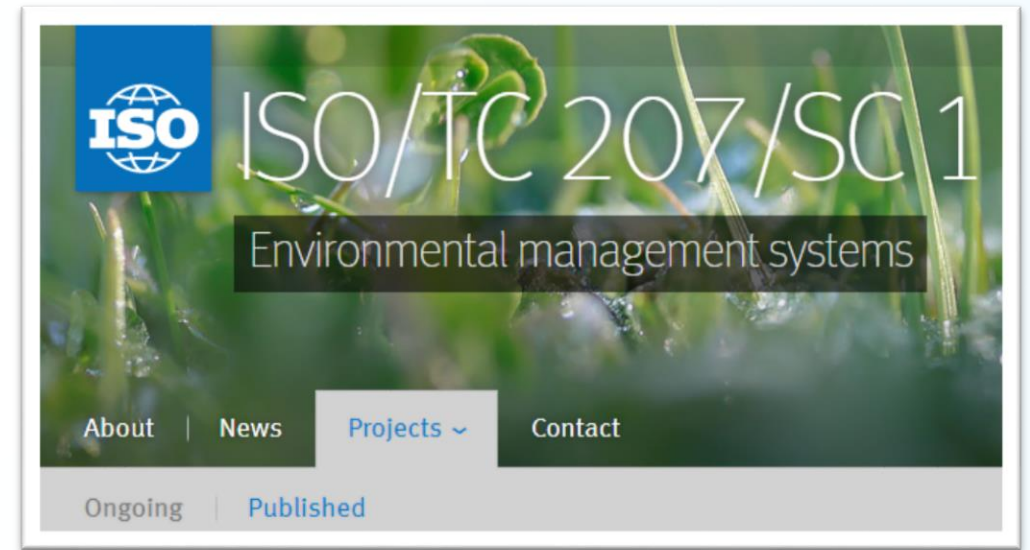 ISO
ISO/TC 207/SC 1
Environmental management systems
About | News Projects Contact
Ongoing | Published